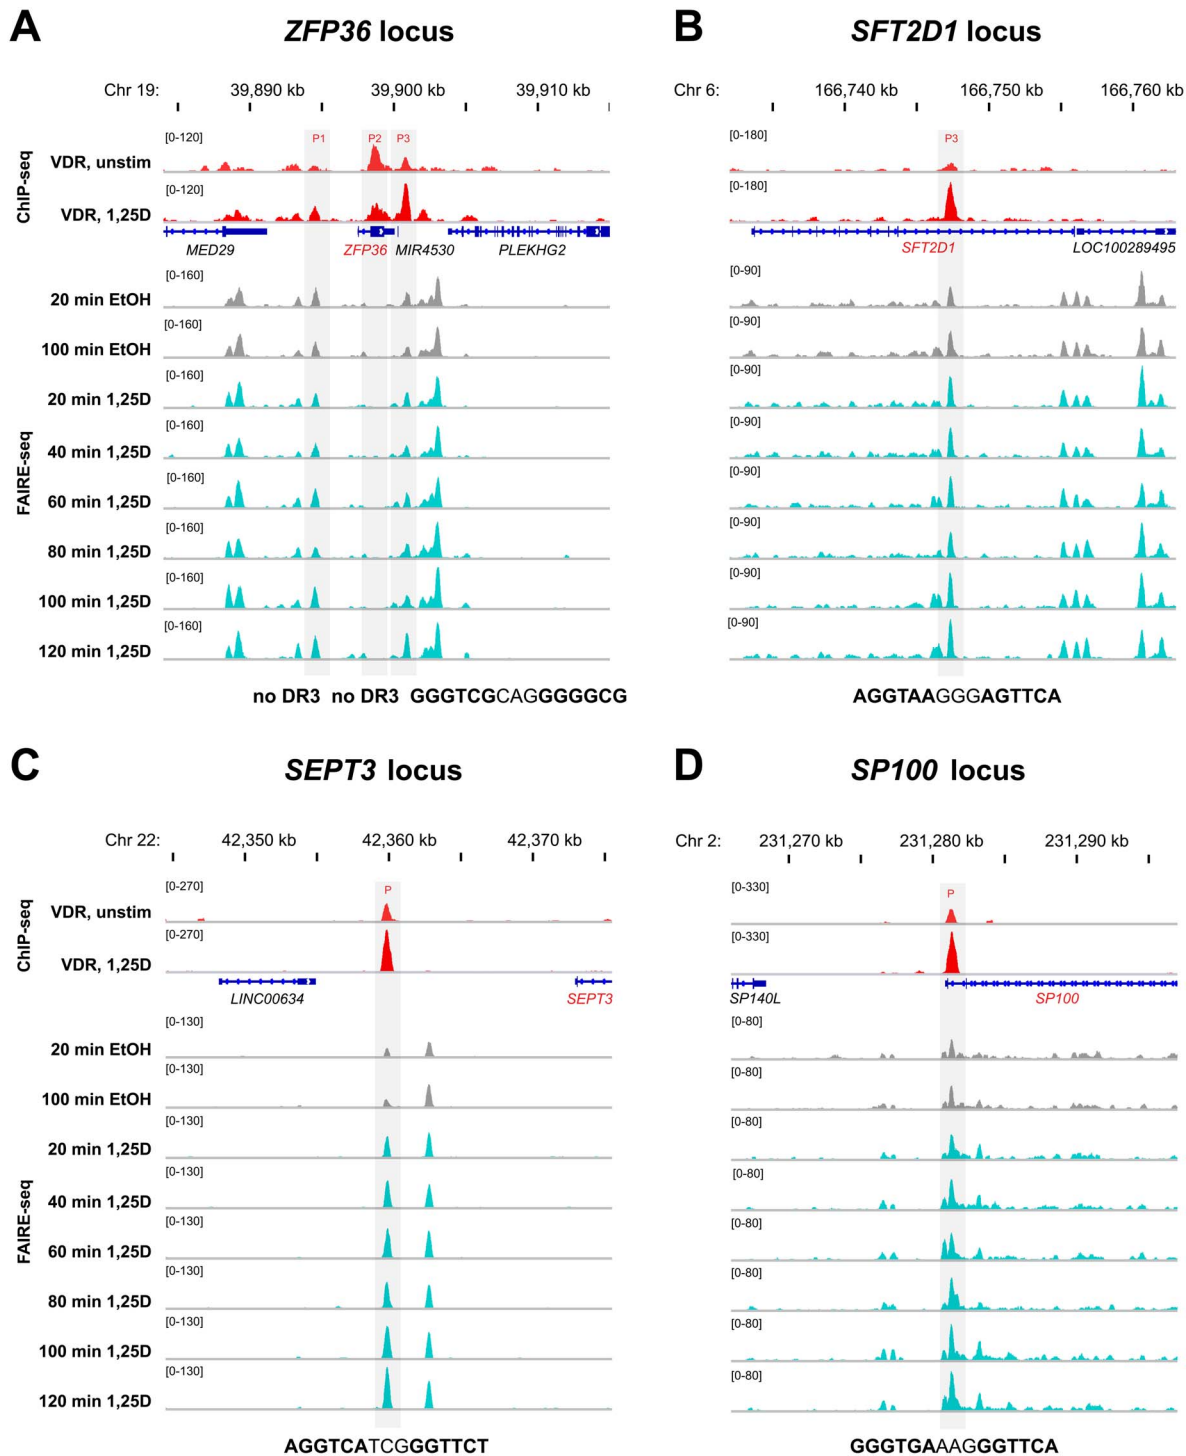 A
ZFP36 locus
Chr 19: 39,890 kb 39,900 kb 39,910 kb
ChIP-seq
[0-120]
P1 P2 P3
VDR, unstim
[0-120]
VDR, 1,25D
MED29 ZFP36 MIR4530 PLEKHG2
FAIRE-seq
[0-160]
20 min EtOH
[0-160]
100 min EtOH
[0-160]
20 min 1,25D
[0-160]
40 min 1,25D
[0-160]
60 min 1,25D
[0-160]
80 min 1,25D
[0-160]
100 min 1,25D
[0-160]
120 min 1,25D
no DR3 no DR3 GGGTCGCAGGGGGCG
B
SFT2D1 locus
Chr 6: 166,740 kb 166,750 kb 166,760 kb
[0-180]
P3
[0-180]
SFT2D1 LOC100289495
[0-90]
[0-90]
[0-90]
[0-90]
[0-90]
[0-90]
[0-90]
[0-90]
AGGTAAGGGAGTTCA
C
SEPT3 locus
Chr 22: 42,350 kb 42,360 kb 42,370 kb
ChIP-seq
[0-270]
P
VDR, unstim
[0-270]
VDR, 1,25D
LINC00634 SEPT3
FAIRE-seq
[0-130]
20 min EtOH
[0-130]
100 min EtOH
[0-130]
20 min 1,25D
[0-130]
40 min 1,25D
[0-130]
60 min 1,25D
[0-130]
80 min 1,25D
[0-130]
100 min 1,25D
[0-130]
120 min 1,25D
AGGTCATCGGGTTCT
D
SP100 locus
Chr 2: 231,270 kb 231,280 kb 231,290 kb
[0-330]
P
[0-330]
SP140L SP100
[0-80]
[0-80]
[0-80]
[0-80]
[0-80]
[0-80]
[0-80]
[0-80]
GGGTGAAAGGGTTCA